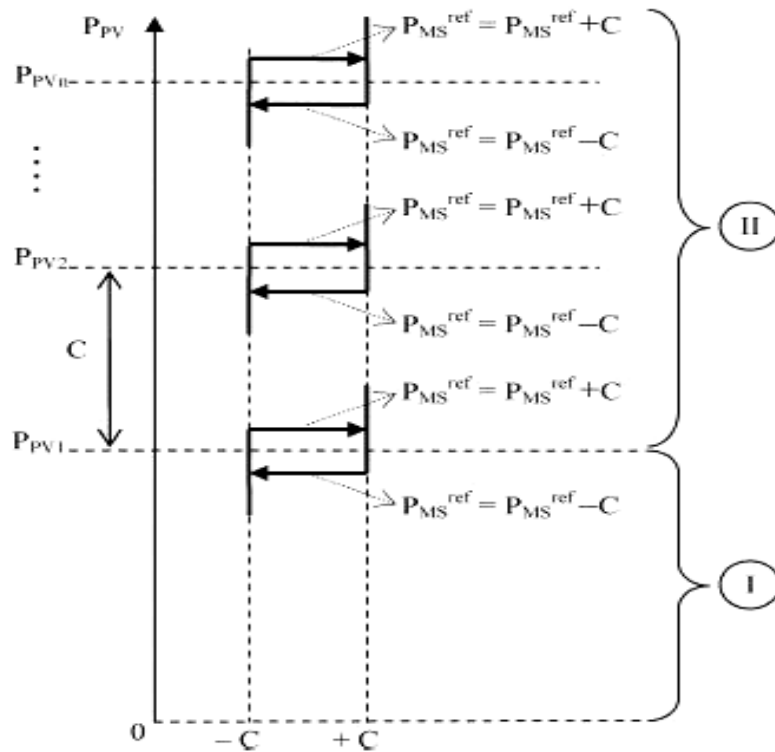 P_PV
P_MS^ref = P_MS^ref +C
P_PVn
P_MS^ref = P_MS^ref –C
P_MS^ref = P_MS^ref +C
II
P_PV2
P_MS^ref = P_MS^ref –C
C
P_MS^ref = P_MS^ref +C
P_PV1
P_MS^ref = P_MS^ref –C
I
0
– C
+ C